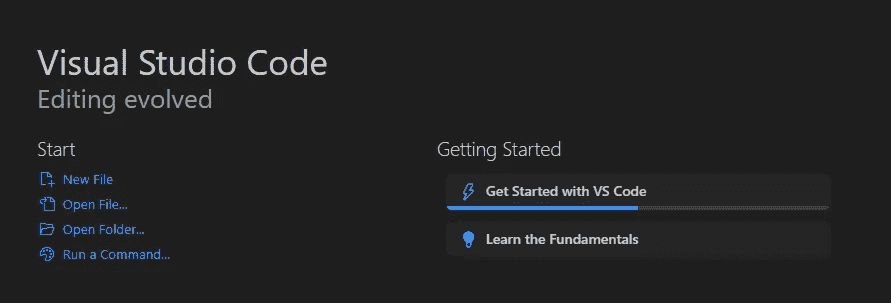 Visual Studio Code
Editing evolved
Start
New File
Open File...
Open Folder...
Run a Command...
Getting Started
Get Started with VS Code
Learn the Fundamentals